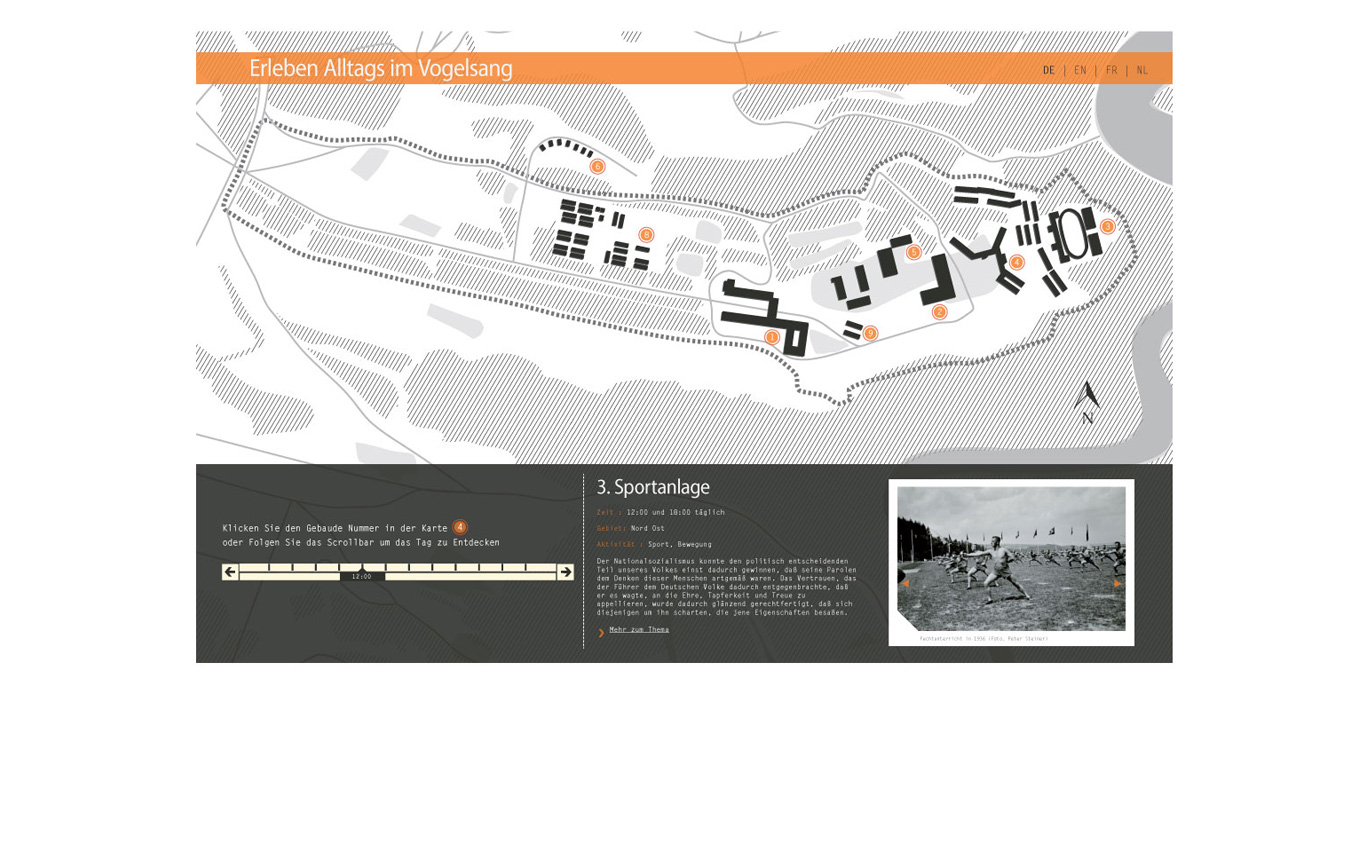 Erleben Alltags im Vogelsang
DE | EN | FR | NL
6
8
3
5
4
2
9
1
N
Klicken Sie den Gebaude Nummer in der Karte 4
oder Folgen Sie das Scrollbar um das Tag zu Entdecken
12:00
3. Sportanlage
Zeit : 12:00 und 18:00 täglich
Gebiet: Nord Ost
Aktivität : Sport, Bewegung
Der Nationalsozialismus konnte den politisch entscheidenden
Teil unseres Volkes einst dadurch gewinnen, daß seine Parolen
dem Denken dieser Menschen artgemäß waren. Das Vertrauen, das
der Führer dem Deutschen Volke dadurch entgegenbrachte, daß
er es wagte, an die Ehre, Tapferkeit und Treue zu
appellieren, wurde dadurch glänzend gerechtfertigt, daß sich
diejenigen um ihn scharten, die jene Eigenschaften besaßen.
Mehr zum Thema
in 1936 (Foto, Peter Steiner)